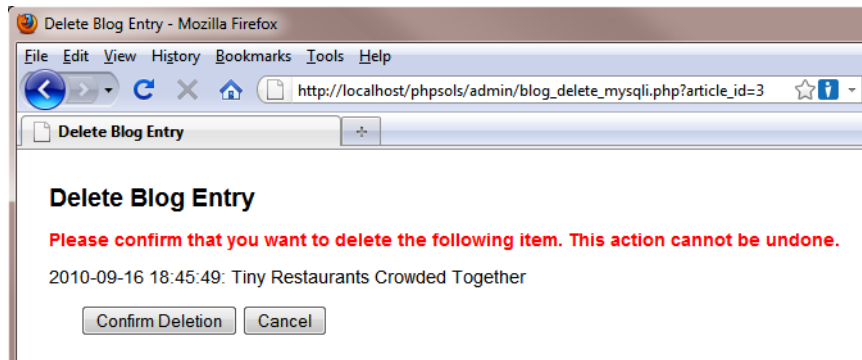 Delete Blog Entry - Mozilla Firefox
File Edit View History Bookmarks Tools Help
http://localhost/phpsols/admin/blog_delete_mysqli.php?article_id=3
Delete Blog Entry
Delete Blog Entry
Please confirm that you want to delete the following item. This action cannot be undone.
2010-09-16 18:45:49: Tiny Restaurants Crowded Together
Confirm Deletion Cancel